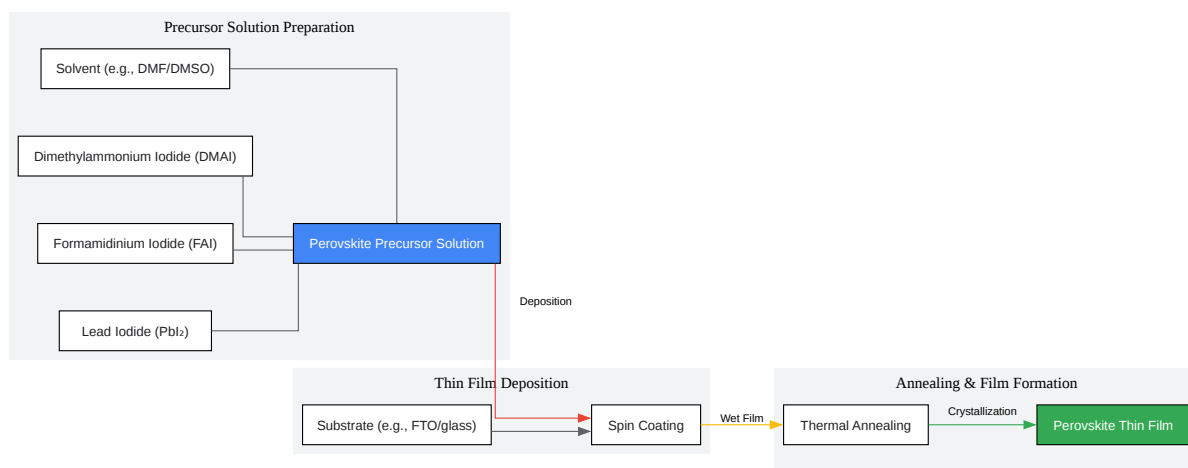 Precursor Solution Preparation
Solvent (e.g., DMF/DMSO)
Dimethylammonium Iodide (DMAI)
Formamidinium Iodide (FAI)
Perovskite Precursor Solution
Lead Iodide (PbI₂)
Deposition
Thin Film Deposition
Substrate (e.g., FTO/glass)
Spin Coating
Wet Film
Annealing & Film Formation
Thermal Annealing
Crystallization
Perovskite Thin Film